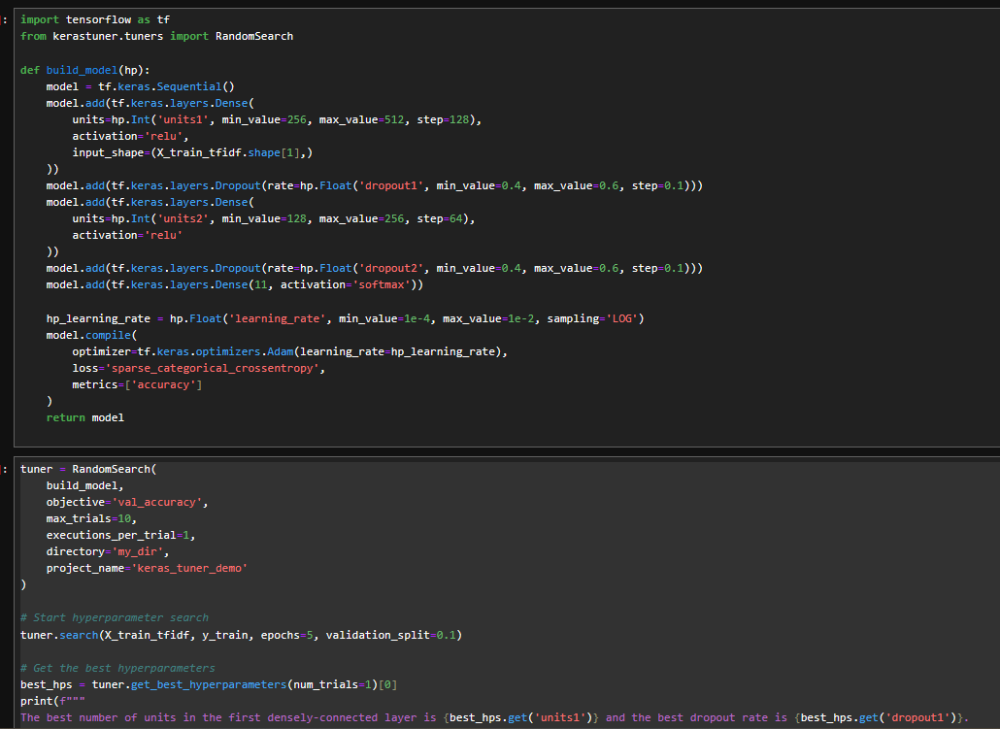 :
import tensorflow as tf
from kerastuner.tuners import RandomSearch
def build_model(hp):
    model = tf.keras.Sequential()
    model.add(tf.keras.layers.Dense(
        units=hp.Int('units1', min_value=256, max_value=512, step=128),
        activation='relu',
        input_shape=(X_train_tfidf.shape[1],)
    ))
    model.add(tf.keras.layers.Dropout(rate=hp.Float('dropout1', min_value=0.4, max_value=0.6, step=0.1)))
    model.add(tf.keras.layers.Dense(
        units=hp.Int('units2', min_value=128, max_value=256, step=64),
        activation='relu'
    ))
    model.add(tf.keras.layers.Dropout(rate=hp.Float('dropout2', min_value=0.4, max_value=0.6, step=0.1)))
    model.add(tf.keras.layers.Dense(11, activation='softmax'))
    hp_learning_rate = hp.Float('learning_rate', min_value=1e-4, max_value=1e-2, sampling='LOG')
    model.compile(
        optimizer=tf.keras.optimizers.Adam(learning_rate=hp_learning_rate),
        loss='sparse_categorical_crossentropy',
        metrics=['accuracy']
    )
    return model
:
tuner = RandomSearch(
    build_model,
    objective='val_accuracy',
    max_trials=10,
    executions_per_trial=1,
    directory='my_dir',
    project_name='keras_tuner_demo'
)
# Start hyperparameter search
tuner.search(X_train_tfidf, y_train, epochs=5, validation_split=0.1)
# Get the best hyperparameters
best_hps = tuner.get_best_hyperparameters(num_trials=1)[0]
print(f"""
The best number of units in the first densely-connected layer is {best_hps.get('units1')} and the best dropout rate is {best_hps.get('dropout1')}.